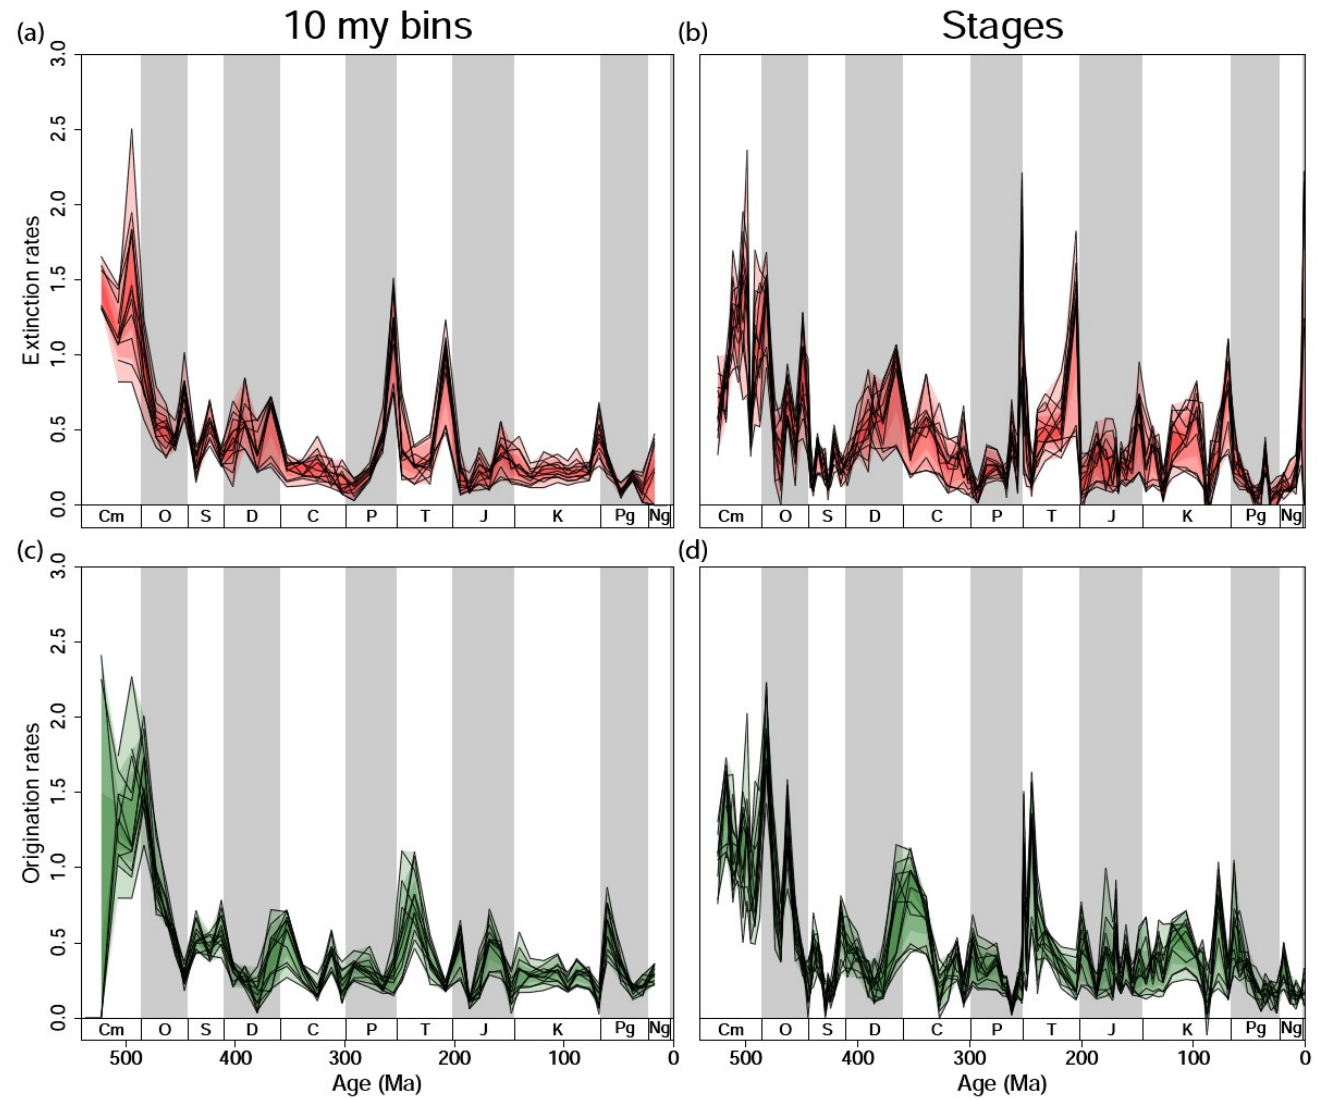 (a) 10 my bins (b) Stages
Extinction rates
3.0
2.5
2.0
1.5
1.0
0.5
0.0
Cm O S D C P T J K Pg Ng
Cm O S D C P T J K Pg Ng
(c) (d)
Origination rates
3.0
2.5
2.0
1.5
1.0
0.5
0.0
Cm O S D C P T J K Pg Ng
Cm O S D C P T J K Pg Ng
500 400 300 200 100 0
500 400 300 200 100 0
Age (Ma) Age (Ma)